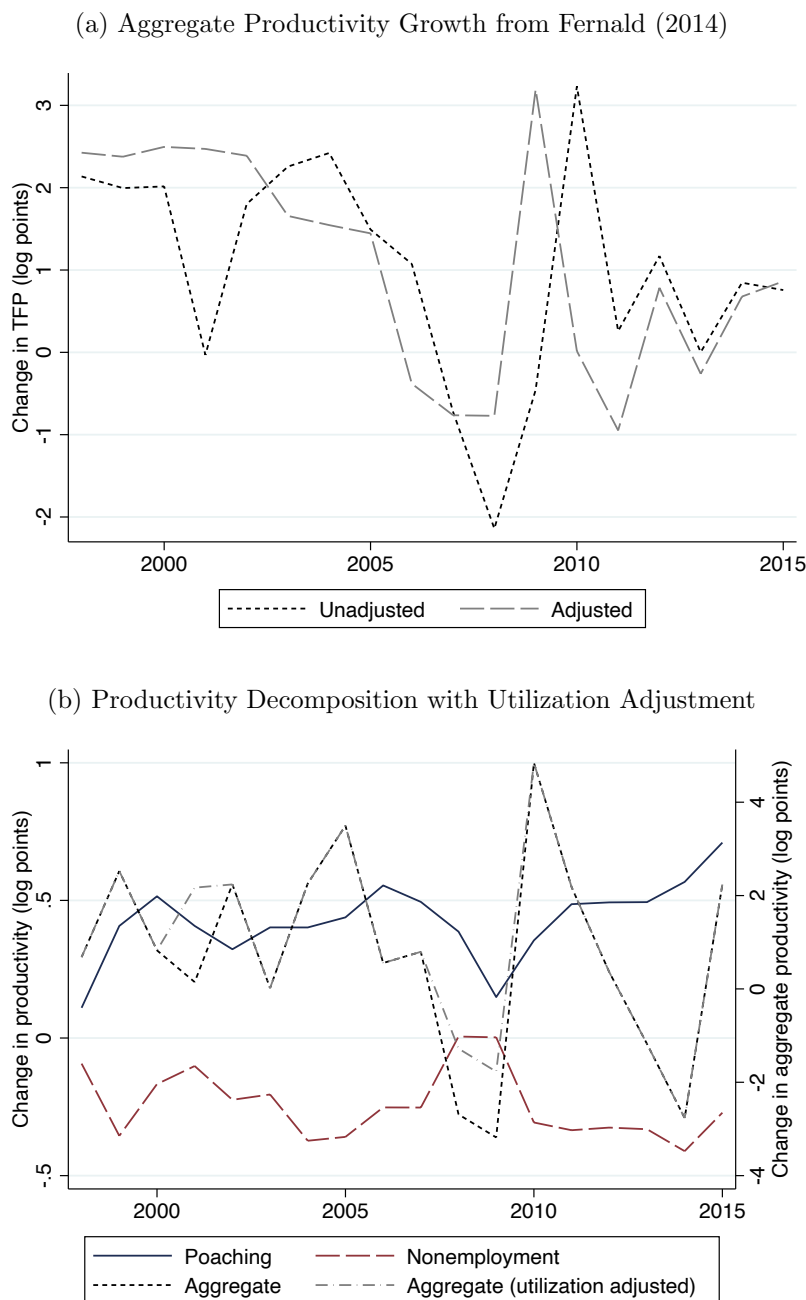 (a) Aggregate Productivity Growth from Fernald (2014)
Change in TFP (log points)
3
2
1
0
-1
-2
2000 2005 2010 2015
Unadjusted Adjusted
(b) Productivity Decomposition with Utilization Adjustment
Change in productivity (log points)
1
.5
0
-.5
Change in aggregate productivity (log points)
4
2
0
-2
-4
2000 2005 2010 2015
Poaching Nonemployment
Aggregate Aggregate (utilization adjusted)